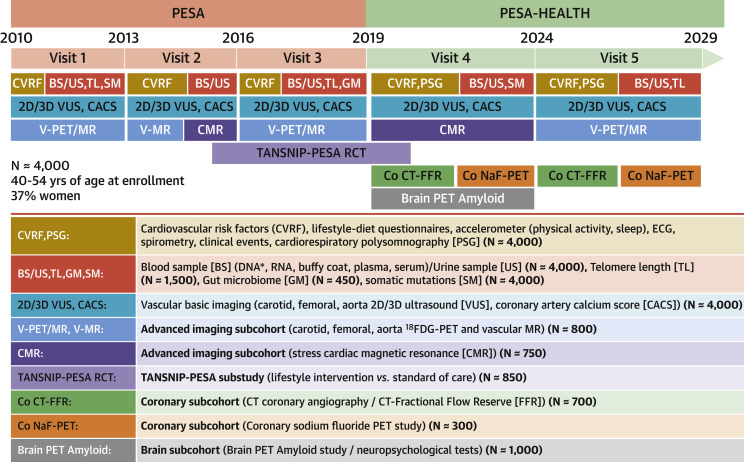 PESA
PESA-HEALTH
2010
2013
2016
2019
2024
2029
Visit 1
Visit 2
Visit 3
Visit 4
Visit 5
CVRF
BS/US,TL,SM
CVRF
BS/US
CVRF
BS/US,TL,GM
CVRF,PSG
BS/US,SM
CVRF,PSG
BS/US,TL
2D/3D VUS, CACS
2D/3D VUS, CACS
2D/3D VUS, CACS
2D/3D VUS, CACS
2D/3D VUS, CACS
V-PET/MR
V-MR
CMR
V-PET/MR
CMR
V-PET/MR
TANSNIP-PESA RCT
N ≈ 4,000
40-54 yrs of age at enrollment
37% women
Co CT-FFR
Co NaF-PET
Co CT-FFR
Co NaF-PET
Brain PET Amyloid
CVRF,PSG:
Cardiovascular risk factors (CVRF), lifestyle-diet questionnaires, accelerometer (physical activity, sleep), ECG,
spirometry, clinical events, cardiorespiratory polysomnography [PSG] (N ≈ 4,000)
BS/US,TL,GM,SM:
Blood sample [BS] (DNA*, RNA, buffy coat, plasma, serum)/Urine sample [US] (N ≈ 4,000), Telomere length [TL]
(N ≈ 1,500), Gut microbiome [GM] (N ≈ 450), somatic mutations [SM] (N ≈ 4,000)
2D/3D VUS, CACS:
Vascular basic imaging (carotid, femoral, aorta 2D/3D ultrasound [VUS], coronary artery calcium score [CACS]) (N ≈ 4,000)
V-PET/MR, V-MR:
Advanced imaging subcohort (carotid, femoral, aorta ¹⁸FDG-PET and vascular MR) (N ≈ 800)
CMR:
Advanced imaging subcohort (stress cardiac magnetic resonance [CMR]) (N ≈ 750)
TANSNIP-PESA RCT:
TANSNIP-PESA substudy (lifestyle intervention vs. standard of care) (N ≈ 850)
Co CT-FFR:
Coronary subcohort (CT coronary angiography / CT-Fractional Flow Reserve [FFR]) (N ≈ 700)
Co NaF-PET:
Coronary subcohort (Coronary sodium fluoride PET study) (N ≈ 300)
Brain PET Amyloid:
Brain subcohort (Brain PET Amyloid study / neuropsychological tests) (N ≈ 1,000)